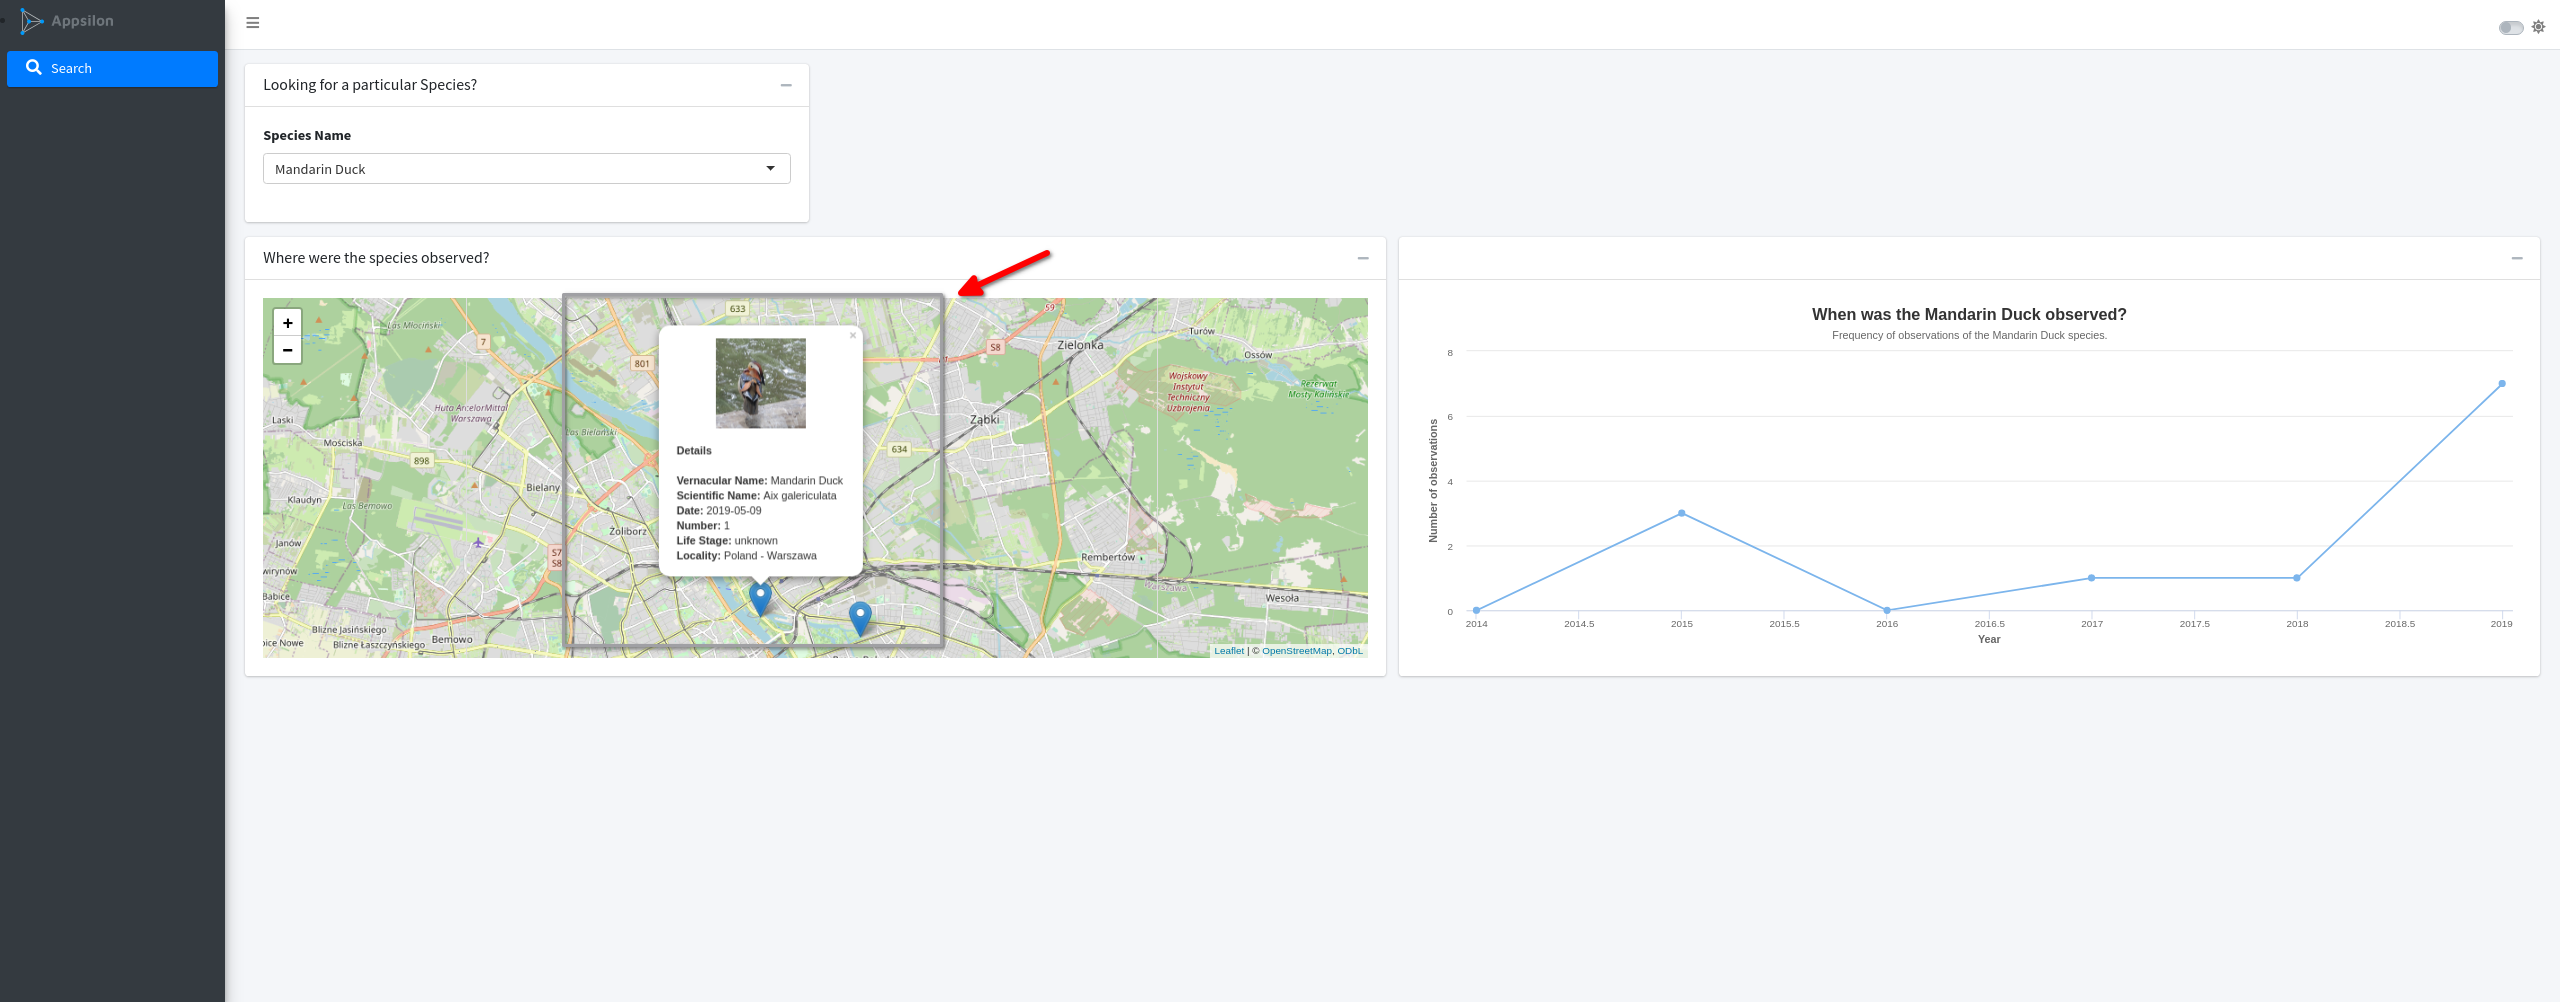 Appsilon
Search
Looking for a particular Species?
Species Name
Mandarin Duck
Where were the species observed?
+
−
633
Las Młociński
7
801
S9
S8
Zielonka
Turów
Ossów
Wojskowy
Instytut
Techniczny
Uzbrojenia
Rezerwat
Mosty Kalińskie
Huta ArcelorMittal
Warszawa
Laski
Mościska
Las Bielański
Ząbki
634
898
Bielany
Klaudyn
Las Bemowo
Żoliborz
Janów
S7
S8
Rembertów
Warszawa
Babice
Wesoła
Blizne Jasińskiego
Bemowo
bice Nowe
Blizne Łaszczyńskiego
×
Details
Vernacular Name: Mandarin Duck
Scientific Name: Aix galericulata
Date: 2019-05-09
Number: 1
Life Stage: unknown
Locality: Poland - Warszawa
Leaflet | © OpenStreetMap, ODbL
When was the Mandarin Duck observed?
Frequency of observations of the Mandarin Duck species.
Number of observations
8
6
4
2
0
2014 2014.5 2015 2015.5 2016 2016.5 2017 2017.5 2018 2018.5 2019
Year